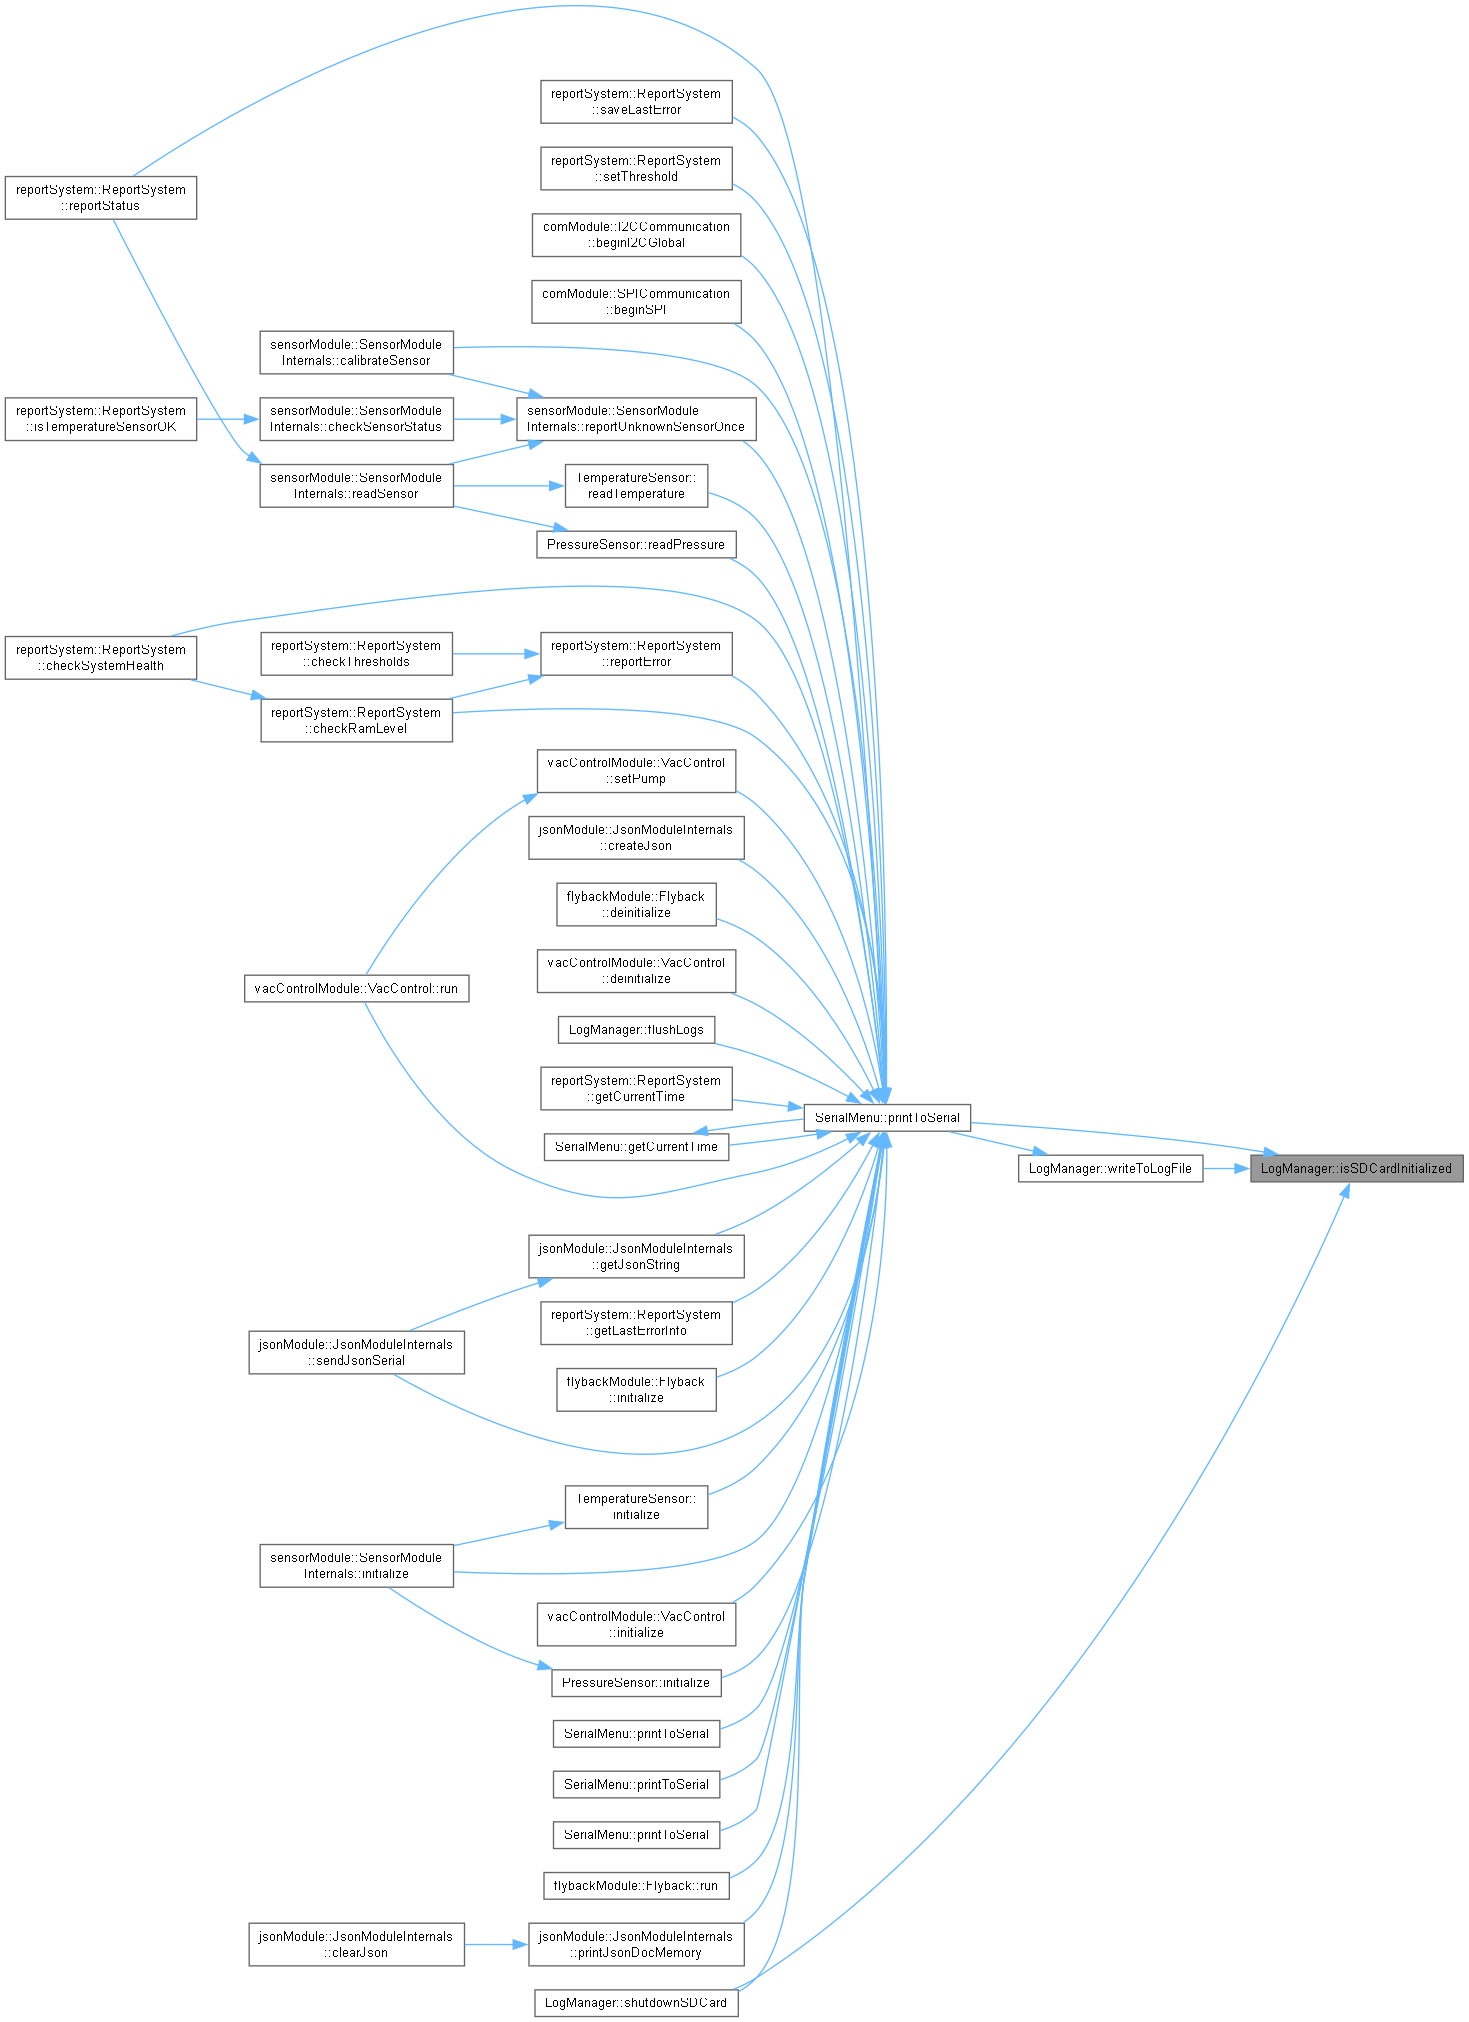 reportSystem::ReportSystem
::saveLastError
reportSystem::ReportSystem
::setThreshold
reportSystem::ReportSystem
::reportStatus
comModule::I2CCommunication
::beginI2CGlobal
comModule::SPICommunication
::beginSPI
sensorModule::SensorModule
Internals::calibrateSensor
reportSystem::ReportSystem
::isTemperatureSensorOK
sensorModule::SensorModule
Internals::checkSensorStatus
sensorModule::SensorModule
Internals::reportUnknownSensorOnce
sensorModule::SensorModule
Internals::readSensor
TemperatureSensor::
readTemperature
PressureSensor::readPressure
reportSystem::ReportSystem
::checkSystemHealth
reportSystem::ReportSystem
::checkThresholds
reportSystem::ReportSystem
::reportError
reportSystem::ReportSystem
::checkRamLevel
vacControlModule::VacControl
::setPump
jsonModule::JsonModuleInternals
::createJson
flybackModule::Flyback
::deinitialize
vacControlModule::VacControl
::deinitialize
vacControlModule::VacControl::run
LogManager::flushLogs
reportSystem::ReportSystem
::getCurrentTime
SerialMenu::printToSerial
SerialMenu::getCurrentTime
LogManager::writeToLogFile
LogManager::isSDCardInitialized
jsonModule::JsonModuleInternals
::getJsonString
reportSystem::ReportSystem
::getLastErrorInfo
jsonModule::JsonModuleInternals
::sendJsonSerial
flybackModule::Flyback
::initialize
TemperatureSensor::
initialize
sensorModule::SensorModule
Internals::initialize
vacControlModule::VacControl
::initialize
PressureSensor::initialize
SerialMenu::printToSerial
SerialMenu::printToSerial
SerialMenu::printToSerial
flybackModule::Flyback::run
jsonModule::JsonModuleInternals
::clearJson
jsonModule::JsonModuleInternals
::printJsonDocMemory
LogManager::shutdownSDCard